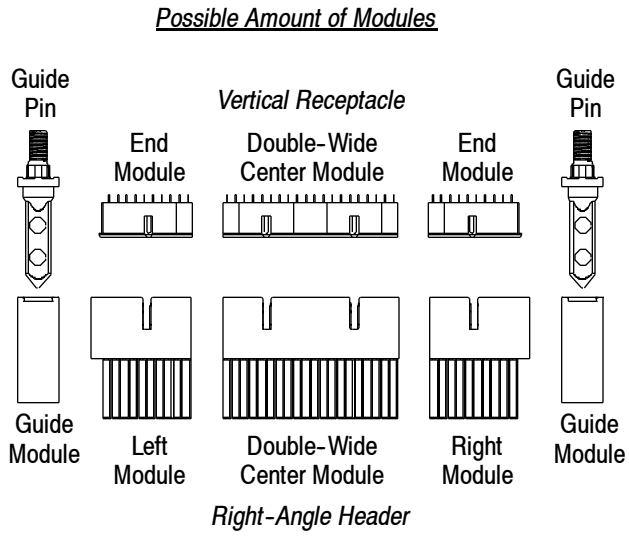 Possible Amount of Modules
Guide
Pin
Vertical Receptacle
Guide
Pin
End
Module
Double-Wide
Center Module
End
Module
Guide
Module
Left
Module
Double-Wide
Center Module
Right
Module
Guide
Module
Right-Angle Header